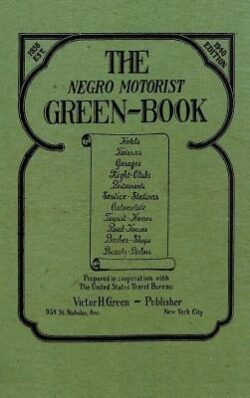 1936
EST.
1940
EDITION
THE
NEGRO MOTORIST
GREEN-BOOK
Hotels
Taverns
Garages
Night-Clubs
Restaurants
Service-Stations
Automotive
Tourist-Homes
Road-Houses
Barber-Shops
Beauty-Parlors
Prepared in cooperation with
The United States Travel Bureau
Victor H. Green - Publisher
938 St. Nicholas Ave.
New York City